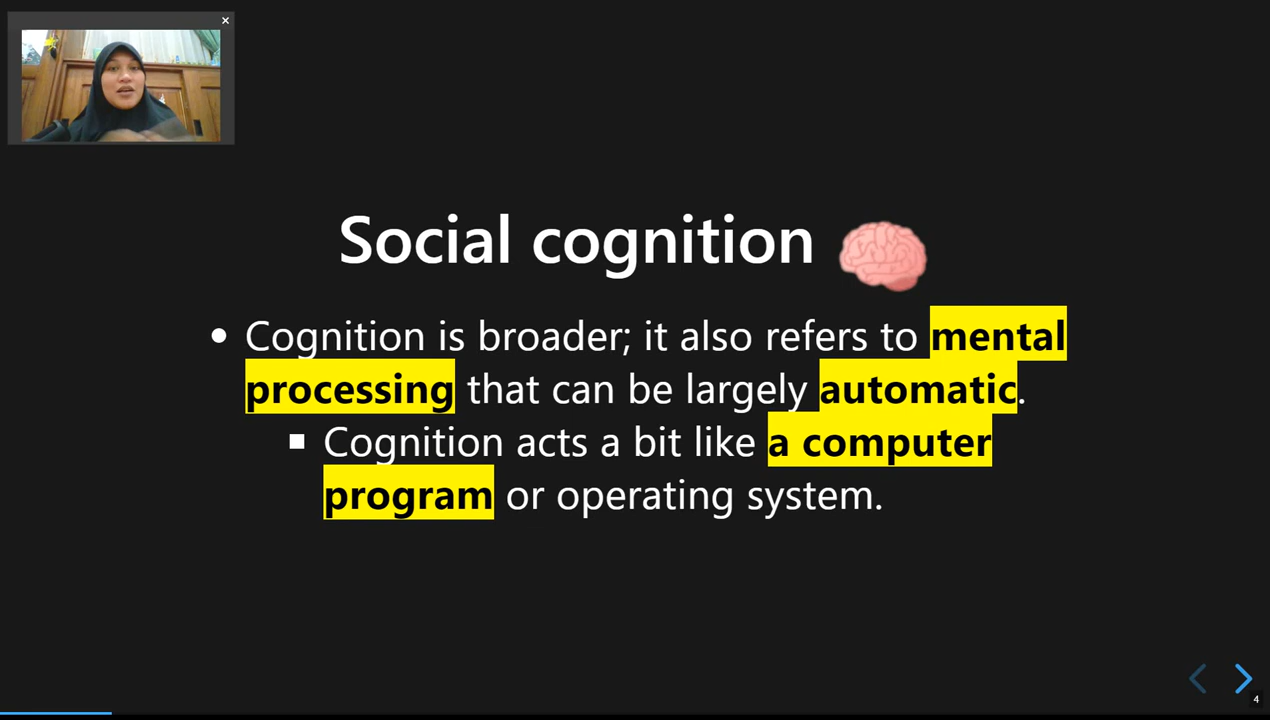 Social cognition
• Cognition is broader; it also refers to mental
processing that can be largely automatic.
▪ Cognition acts a bit like a computer
program or operating system.
4